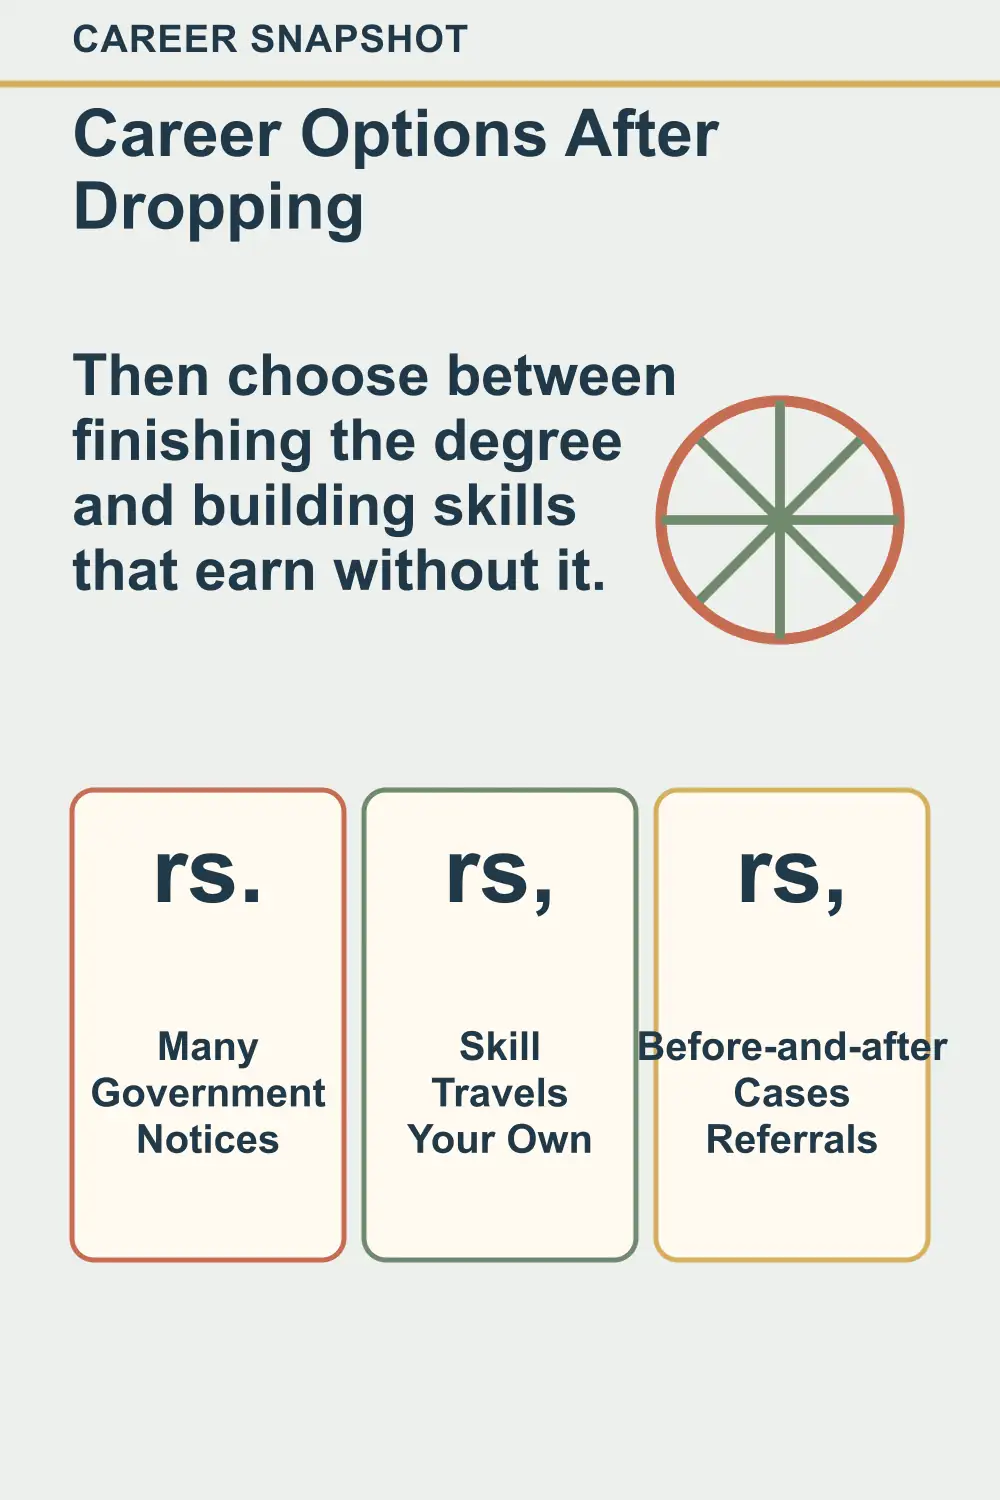 CAREER SNAPSHOT
Career Options After
Dropping
Then choose between
finishing the degree
and building skills
that earn without it.
rs.
Many
Government
Notices
rs,
Skill
Travels
Your Own
rs,
Before-and-after
Cases
Referrals